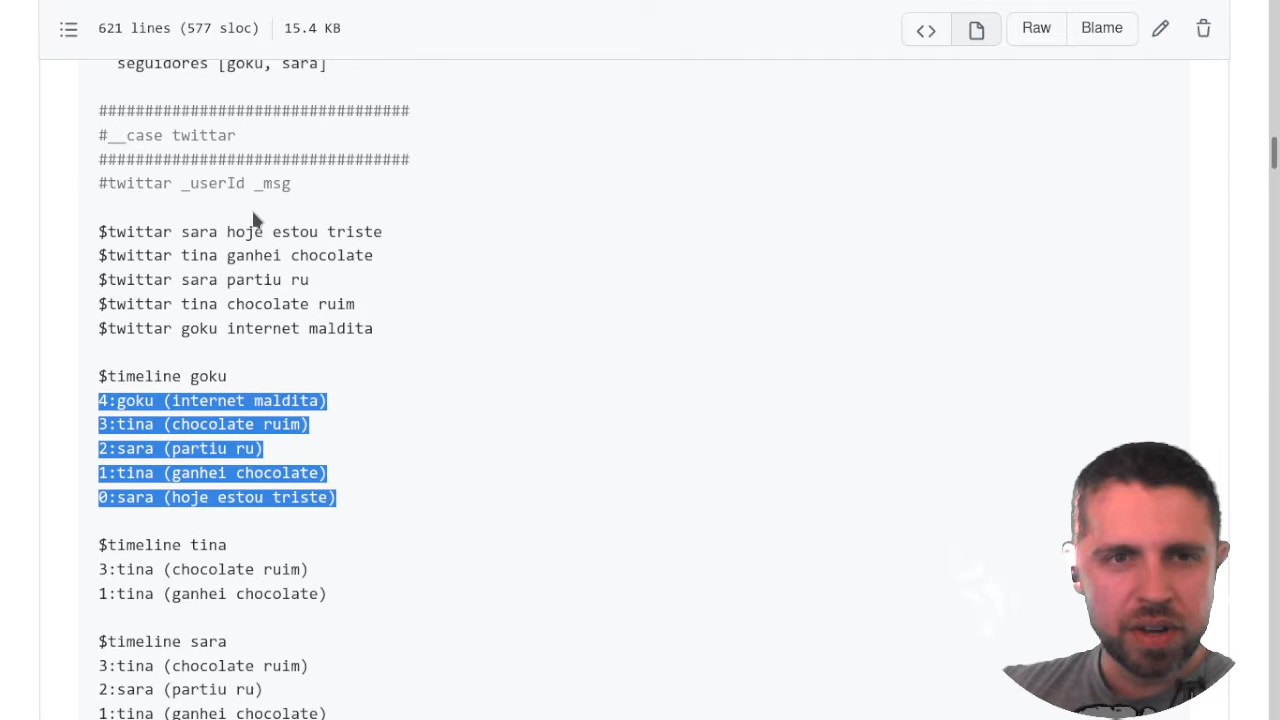 621 lines (577 sloc) 15.4 KB Raw Blame
seguidores [goku, sara]
##################################
#__case twittar
##################################
#twittar _userId _msg
$twittar sara hoje estou triste
$twittar tina ganhei chocolate
$twittar sara partiu ru
$twittar tina chocolate ruim
$twittar goku internet maldita
$timeline goku
4:goku (internet maldita)
3:tina (chocolate ruim)
2:sara (partiu ru)
1:tina (ganhei chocolate)
0:sara (hoje estou triste)
$timeline tina
3:tina (chocolate ruim)
1:tina (ganhei chocolate)
$timeline sara
3:tina (chocolate ruim)
2:sara (partiu ru)
1:tina (ganhei chocolate)